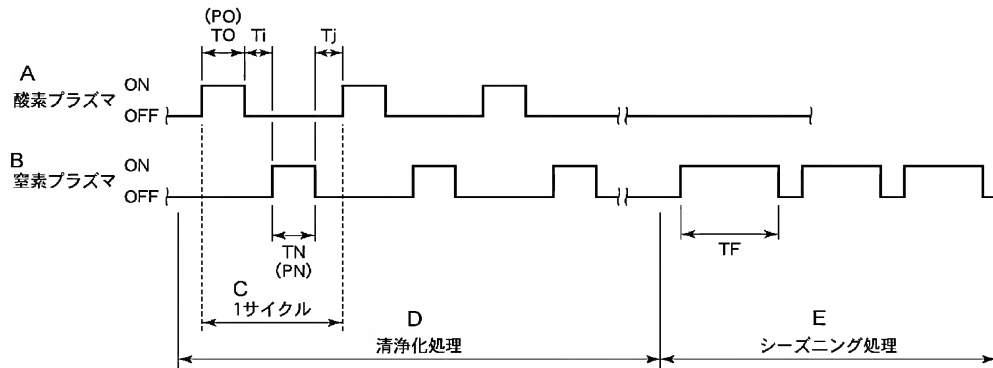 (PO)
TO Ti Tj
A
酸素プラズマ
ON
OFF
B
窒素プラズマ
ON
OFF
TN
(PN)
TF
C
1サイクル
D
清浄化処理
E
シーズニング処理